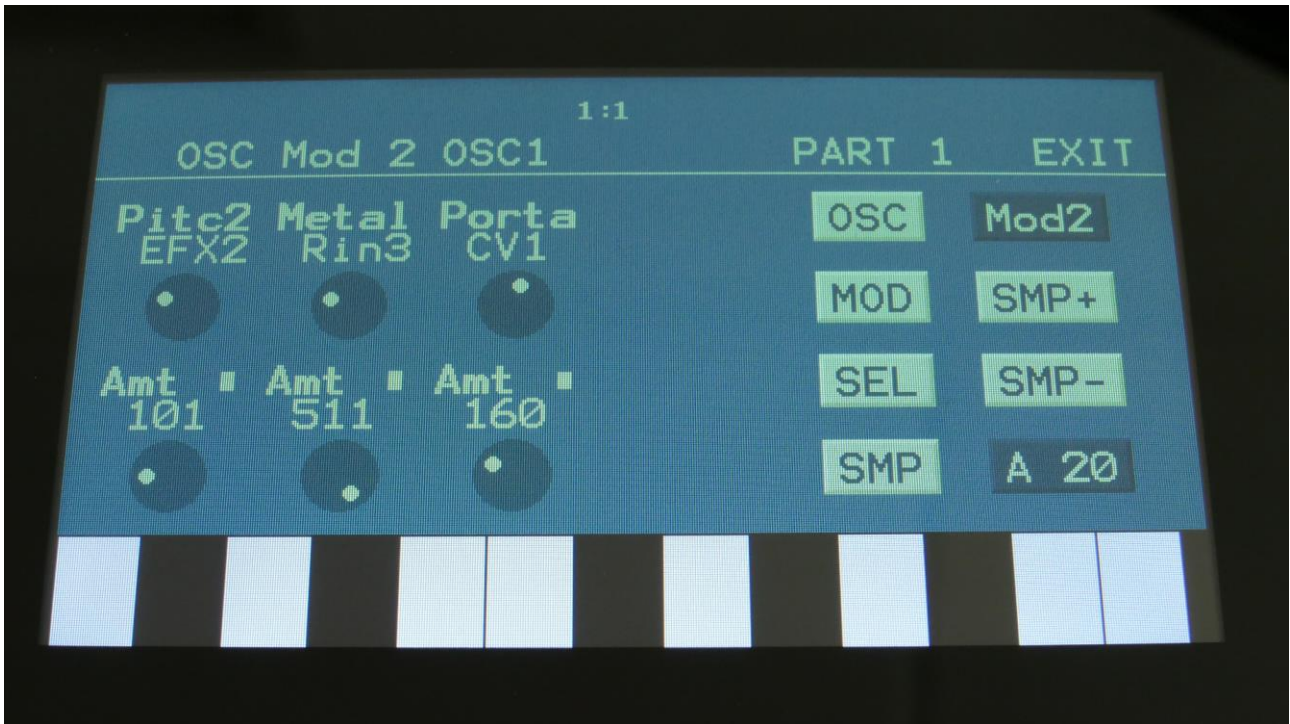 1:1
OSC Mod 2 OSC1 PART 1 EXIT
Pitc2 Metal Porta OSC Mod2
EFX2 Rin3 CV1
MOD SMP+
Amt Amt Amt SEL SMP-
101 511 160
SMP A 20